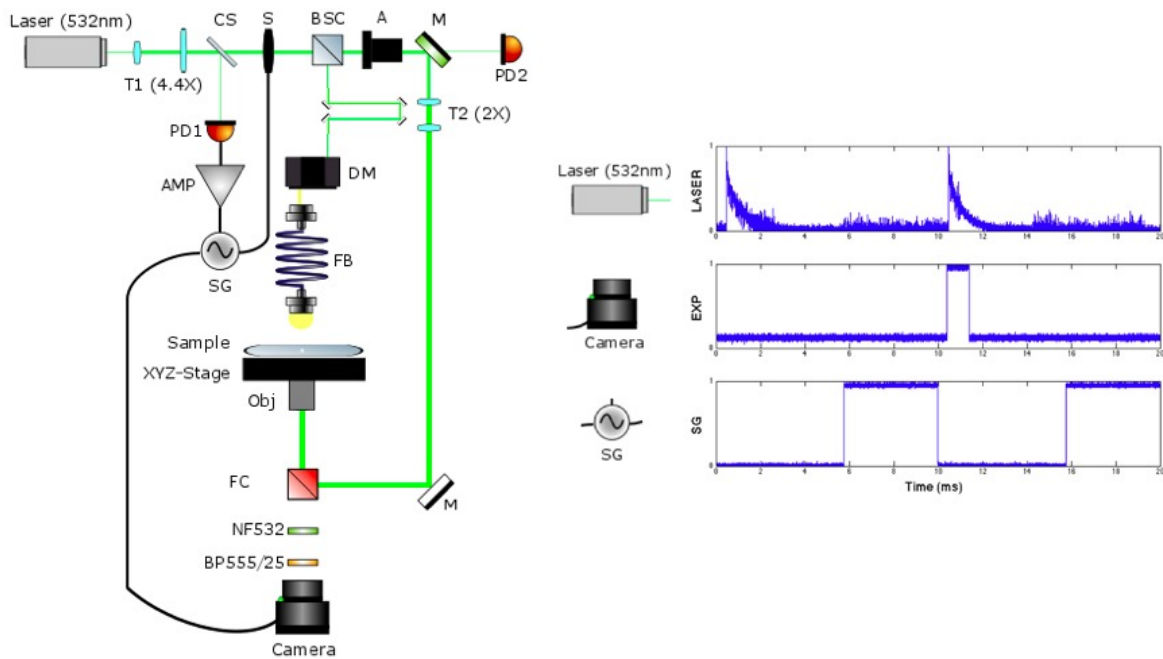 Laser (532nm)
T1 (4.4X)
CS
S
BSC
A
M
PD2
T2 (2X)
PD1
AMP
SG
DM
FB
Sample
XYZ-Stage
Obj
FC
M
NF532
BP555/25
Camera
Laser (532nm)
LASER
1
0
0 2 4 6 8 10 12 14 16 18 20
Camera
EXP
1
0
0 2 4 6 8 10 12 14 16 18 20
SG
SG
1
0
0 2 4 6 8 10 12 14 16 18 20
Time (ms)